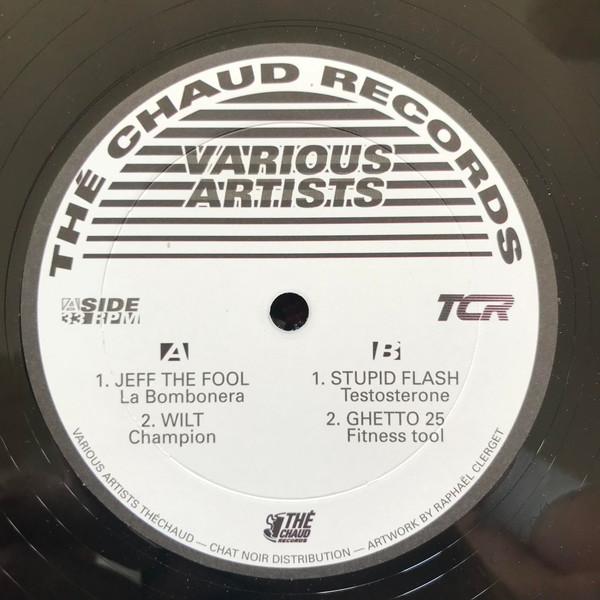 THÉ CHAUD RECORDS
VARIOUS
ARTISTS
A SIDE
33 RPM
TCR
A
1. JEFF THE FOOL
La Bombonera
2. WILT
Champion
B
1. STUPID FLASH
Testosterone
2. GHETTO 25
Fitness tool
THÉ
CHAUD
RECORDS
VARIOUS ARTISTS THÉCHAUD — CHAT NOIR DISTRIBUTION — ARTWORK BY RAPHAËL CLERGET